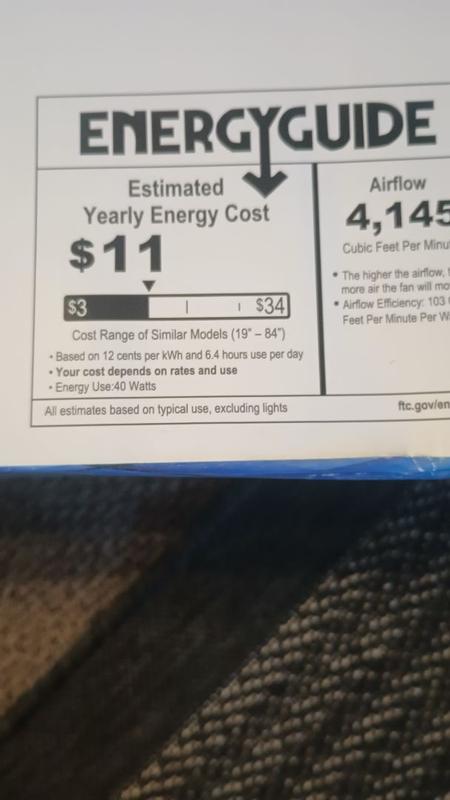 ENERGYGUIDE
Estimated
Yearly Energy Cost
$11
$3
$34
Cost Range of Similar Models (19" – 84")
• Based on 12 cents per kWh and 6.4 hours use per day
• Your cost depends on rates and use
• Energy Use:40 Watts
Airflow
4,145
Cubic Feet Per
• The higher the airflow,
more air the fan will
• Airflow Efficiency: 103
Feet Per Minute Per
All estimates based on typical use, excluding lights